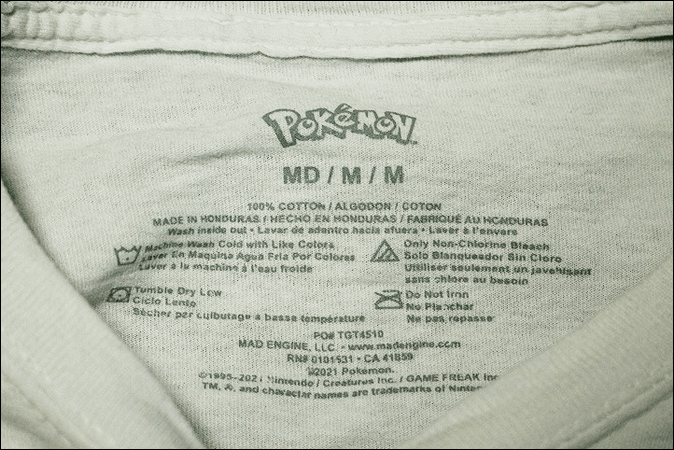 POKéMON
MD / M / M
100% COTTON / ALGODON / COTON
MADE IN HONDURAS / HECHO EN HONDURAS / FABRIQUÉ AU HONDURAS
Wash inside out • Lavar de adentro hacia afuera • Laver à l'envers
Machine Wash Cold with Like Colors
Lavar En Maquina Agua Fria Por Colores
Laver à la machine à l'eau froide
Only Non-Chlorine Bleach
Solo Blanqueador Sin Cloro
Utiliser seulement un javelisant
sans chlore au besoin
Tumble Dry Low
Ciclo Lento
Sécher par culbutage à basse température
Do Not Iron
No Planchar
Ne pas repasser
PO# TGT4510
MAD ENGINE, LLC. • www.madengine.com
RN# 0101531 • CA 41859
©2021 Pokémon.
©1995-2021 Nintendo / Creatures Inc. / GAME FREAK Inc
TM, ®, and character names are trademarks of Ninten